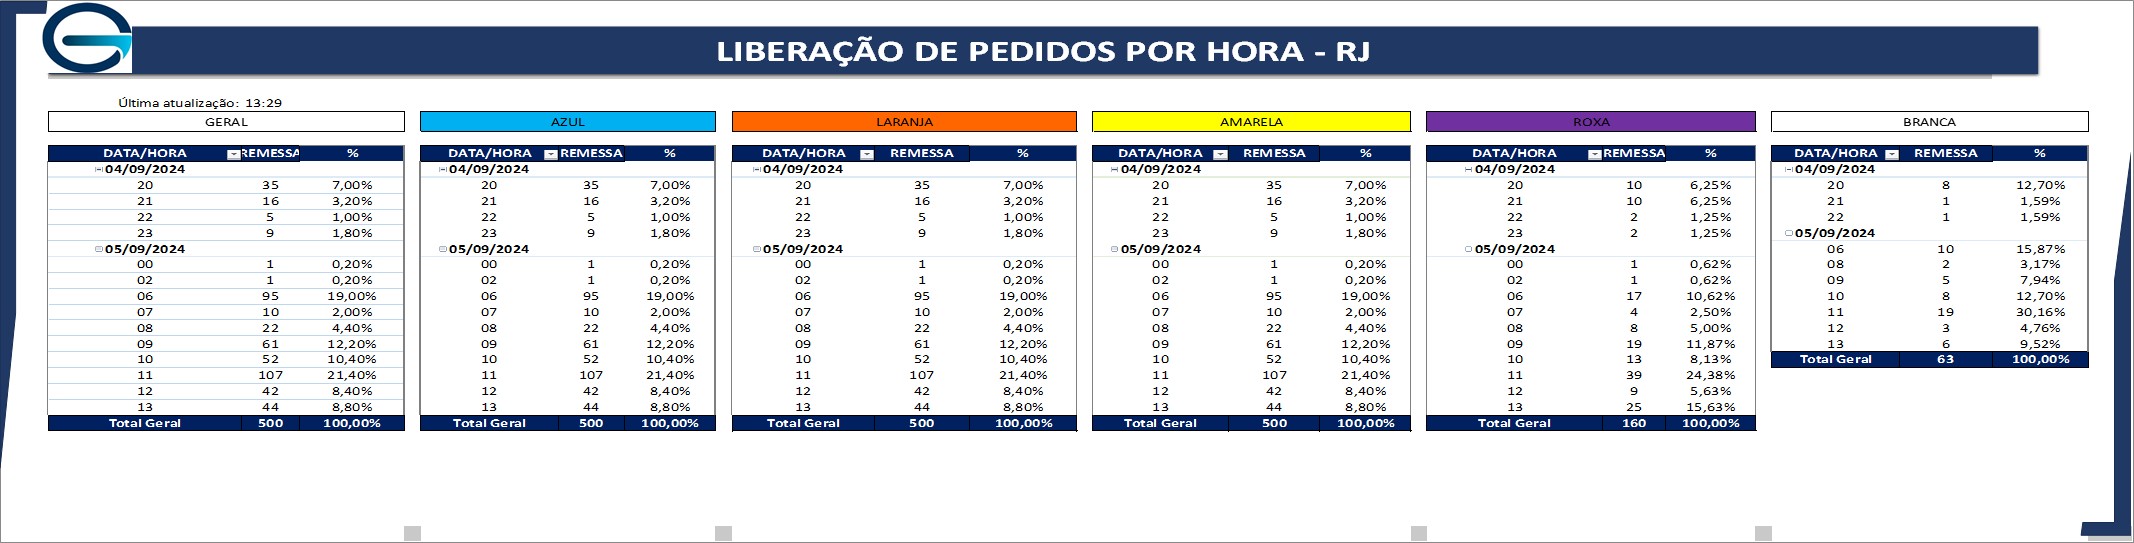 LIBERAÇÃO DE PEDIDOS POR HORA - RJ
Última atualização: 13:29
GERAL AZUL LARANJA AMARELA ROXA BRANCA
DATA/HORA REMESSA % DATA/HORA REMESSA % DATA/HORA REMESSA % DATA/HORA REMESSA % DATA/HORA REMESSA % DATA/HORA REMESSA %
04/09/2024 04/09/2024 04/09/2024 04/09/2024 04/09/2024 04/09/2024
20 35 7,00% 20 35 7,00% 20 35 7,00% 20 35 7,00% 20 10 6,25% 20 8 12,70%
21 16 3,20% 21 16 3,20% 21 16 3,20% 21 16 3,20% 21 10 6,25% 21 1 1,59%
22 5 1,00% 22 5 1,00% 22 5 1,00% 22 5 1,00% 22 2 1,25% 22 1 1,59%
23 9 1,80% 23 9 1,80% 23 9 1,80% 23 9 1,80% 23 2 1,25% 05/09/2024
05/09/2024 05/09/2024 05/09/2024 05/09/2024 05/09/2024 06 10 15,87%
00 1 0,20% 00 1 0,20% 00 1 0,20% 00 1 0,20% 00 1 0,62% 08 2 3,17%
02 1 0,20% 02 1 0,20% 02 1 0,20% 02 1 0,20% 02 1 0,62% 09 5 7,94%
06 95 19,00% 06 95 19,00% 06 95 19,00% 06 95 19,00% 06 17 10,62% 10 8 12,70%
07 10 2,00% 07 10 2,00% 07 10 2,00% 07 10 2,00% 07 4 2,50% 11 19 30,16%
08 22 4,40% 08 22 4,40% 08 22 4,40% 08 22 4,40% 08 8 5,00% 12 3 4,76%
09 61 12,20% 09 61 12,20% 09 61 12,20% 09 61 12,20% 09 19 11,87% 13 6 9,52%
10 52 10,40% 10 52 10,40% 10 52 10,40% 10 52 10,40% 10 13 8,13% Total Geral 63 100,00%
11 107 21,40% 11 107 21,40% 11 107 21,40% 11 107 21,40% 11 39 24,38%
12 42 8,40% 12 42 8,40% 12 42 8,40% 12 42 8,40% 12 9 5,63%
13 44 8,80% 13 44 8,80% 13 44 8,80% 13 44 8,80% 13 25 15,63%
Total Geral 500 100,00% Total Geral 500 100,00% Total Geral 500 100,00% Total Geral 500 100,00% Total Geral 160 100,00%